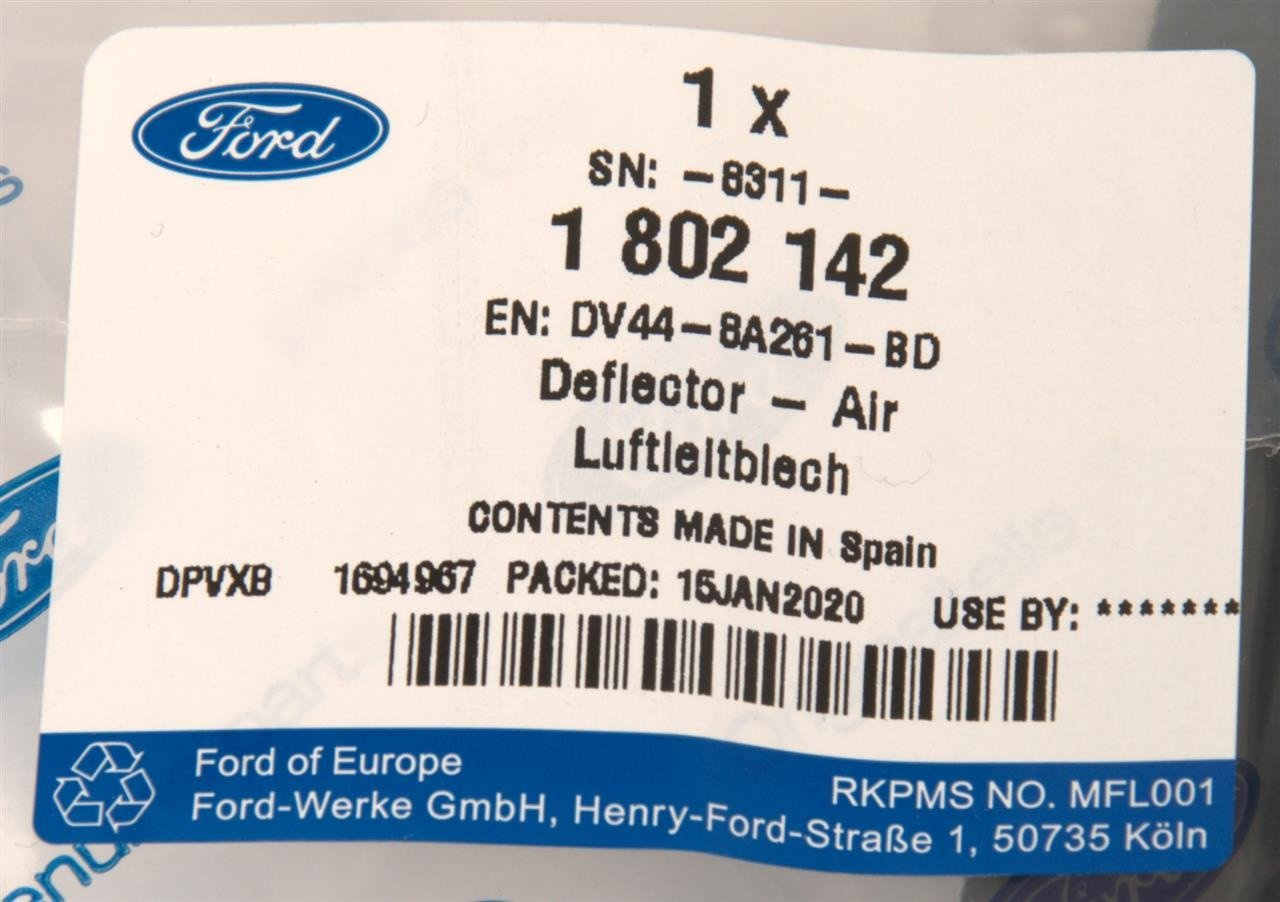 Ford
1 x
SN: -8311-
1 802 142
EN: DV44-8A261-BD
Deflector - Air
Luftleitblech
CONTENTS MADE IN Spain
DPVXB 1694967 PACKED: 15JAN2020 USE BY: *******
Ford of Europe
RKPMS NO. MFL001
Ford-Werke GmbH, Henry-Ford-Straße 1, 50735 Köln